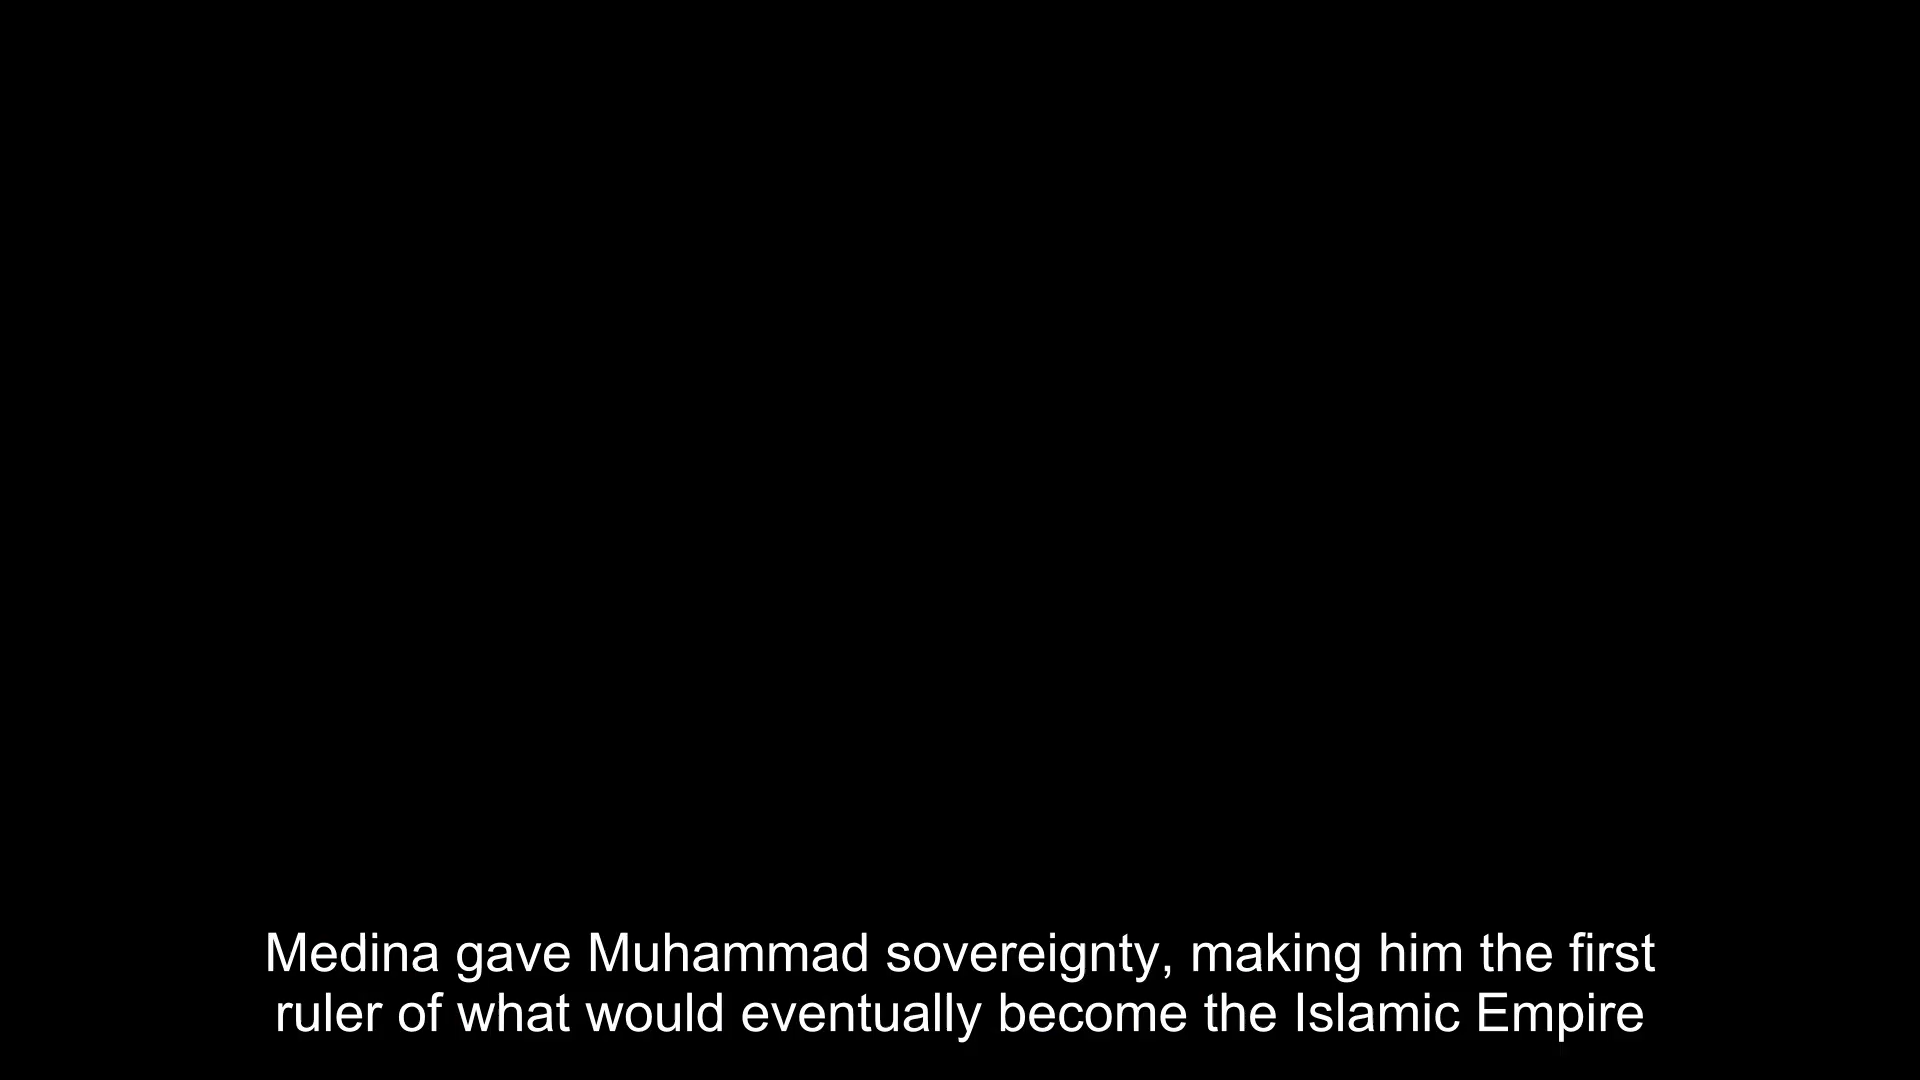 Medina gave Muhammad sovereignty, making him the first
ruler of what would eventually become the Islamic Empire